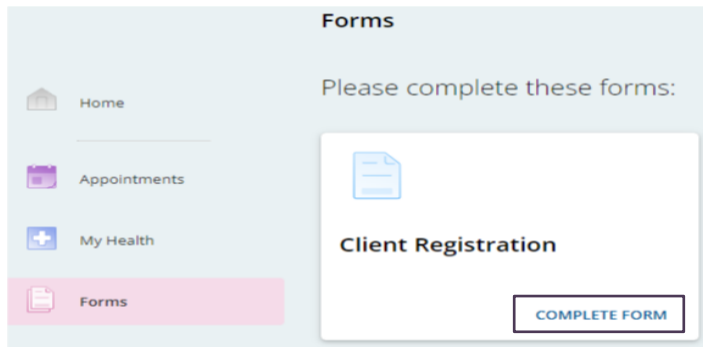 Forms
Please complete these forms:
Home
Appointments
My Health
Forms
Client Registration
COMPLETE FORM